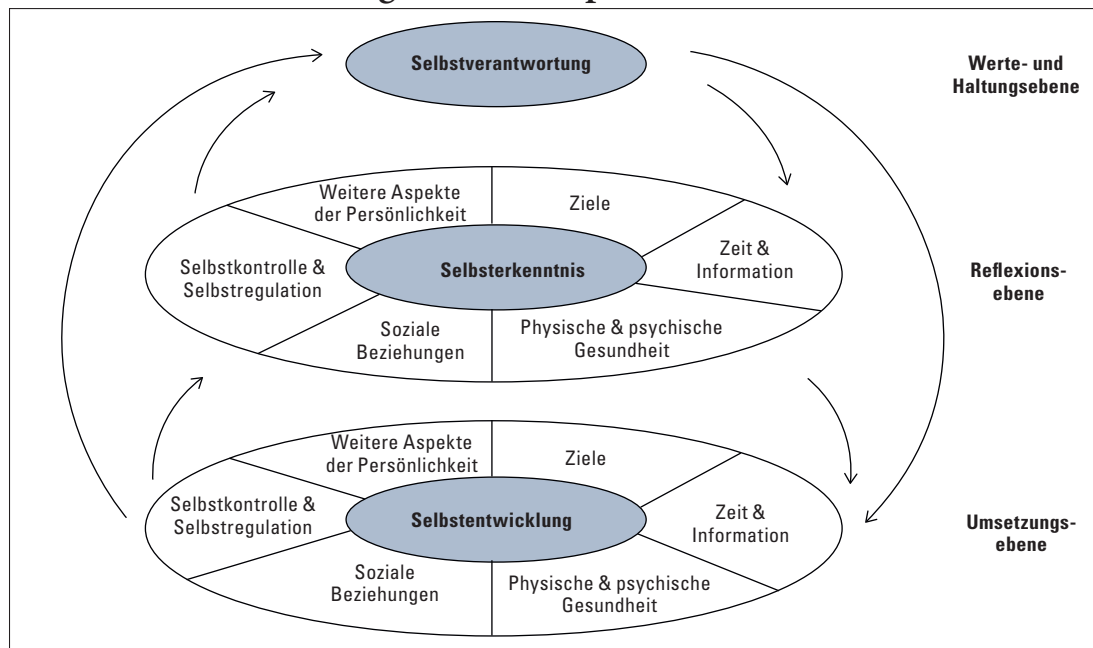 Selbstverantwortung
Werte- und
Haltungsebene
Weitere Aspekte
der Persönlichkeit
Ziele
Zeit &
Information
Selbstkontrolle &
Selbstregulation
Selbsterkenntnis
Reflexions-
ebene
Soziale
Beziehungen
Physische & psychische
Gesundheit
Weitere Aspekte
der Persönlichkeit
Ziele
Selbstkontrolle &
Selbstregulation
Selbstentwicklung
Zeit &
Information
Umsetzungs-
ebene
Soziale
Beziehungen
Physische & psychische
Gesundheit